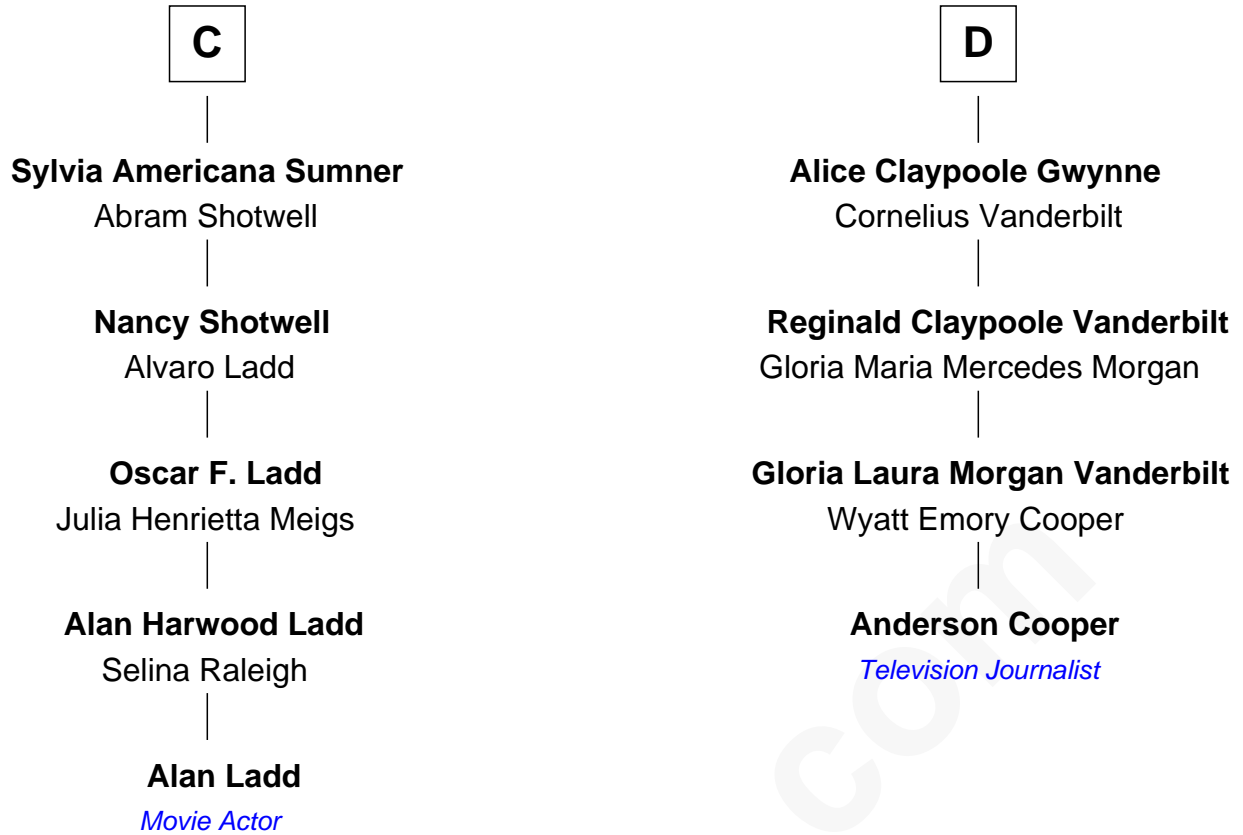 C
Sylvia Americana Sumner
Abram Shotwell
Nancy Shotwell
Alvaro Ladd
Oscar F. Ladd
Julia Henrietta Meigs
Alan Harwood Ladd
Selina Raleigh
Alan Ladd
Movie Actor
D
Alice Claypoole Gwynne
Cornelius Vanderbilt
Reginald Claypoole Vanderbilt
Gloria Maria Mercedes Morgan
Gloria Laura Morgan Vanderbilt
Wyatt Emory Cooper
Anderson Cooper
Television Journalist
com